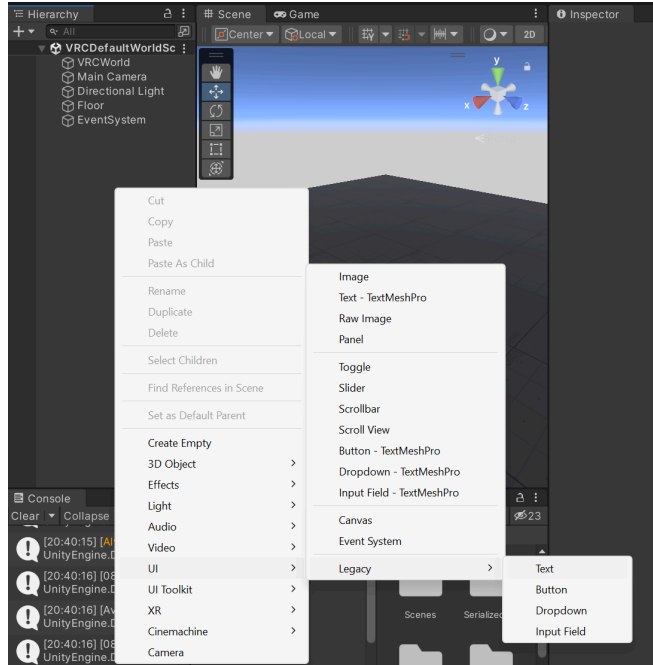 Hierarchy
Scene
Game
Inspector
All
Center
Local
2D
VRCDefaultWorldSc
VRCWorld
Main Camera
Directional Light
Floor
EventSystem
y
x
z
Cut
Copy
Paste
Paste As Child
Rename
Duplicate
Delete
Select Children
Find References in Scene
Set as Default Parent
Create Empty
3D Object
Effects
Light
Audio
Video
UI
UI Toolkit
XR
Cinemachine
Camera
Image
Text - TextMeshPro
Raw Image
Panel
Toggle
Slider
Scrollbar
Scroll View
Button - TextMeshPro
Dropdown - TextMeshPro
Input Field - TextMeshPro
Canvas
Event System
Legacy
Text
Button
Dropdown
Input Field
Console
Clear
Collapse
23
[20:40:15] [A
UnityEngine.D
[20:40:16] [08
UnityEngine.D
[20:40:16] [Av
UnityEngine.D
[20:40:16] [08
UnityEngine.D
Scenes
Serialized